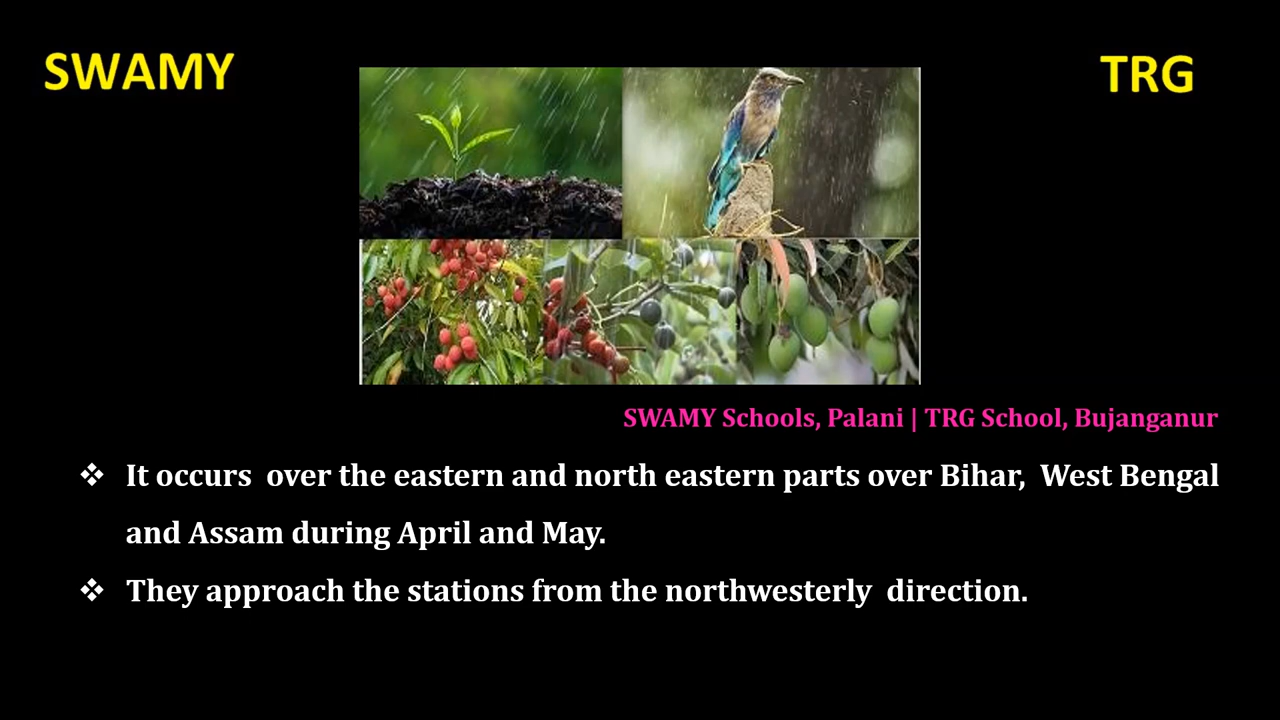 SWAMY
TRG
SWAMY Schools, Palani | TRG School, Bujanganur
❖ It occurs over the eastern and north eastern parts over Bihar, West Bengal
and Assam during April and May.
❖ They approach the stations from the northwesterly direction.